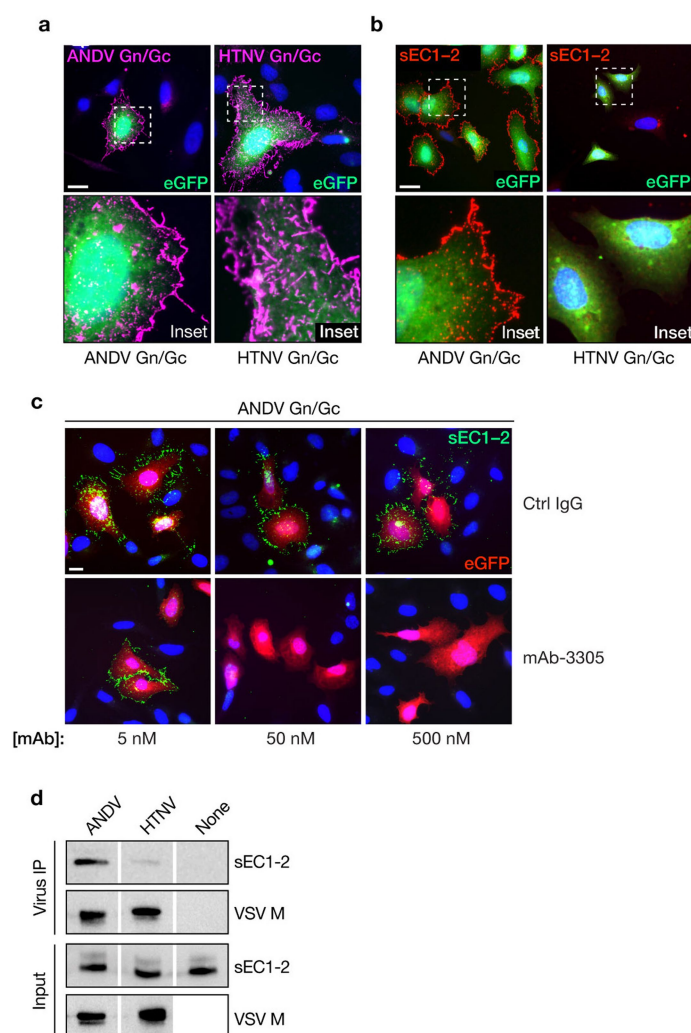 a
ANDV Gn/Gc HTNV Gn/Gc
eGFP eGFP
Inset Inset
ANDV Gn/Gc HTNV Gn/Gc
b
sEC1–2 sEC1–2
eGFP eGFP
Inset Inset
ANDV Gn/Gc HTNV Gn/Gc
c
ANDV Gn/Gc
sEC1–2
Ctrl IgG
eGFP
mAb-3305
[mAb]: 5 nM 50 nM 500 nM
d
ANDV HTNV None
Virus IP
sEC1-2
VSV M
Input
sEC1-2
VSV M